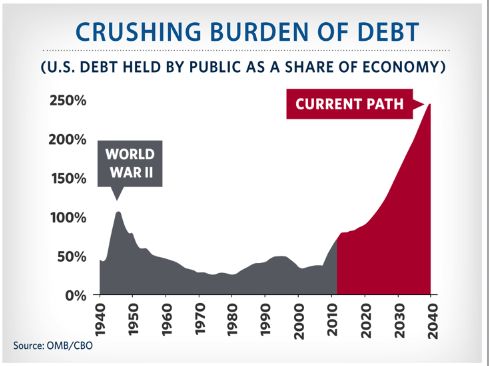 CRUSHING BURDEN OF DEBT
(U.S. DEBT HELD BY PUBLIC AS A SHARE OF ECONOMY)
250%
CURRENT PATH
200%
WORLD
WAR II
150%
100%
50%
0%
1940
1950
1960
1970
1980
1990
2000
2010
2020
2030
2040
Source: OMB/CBO